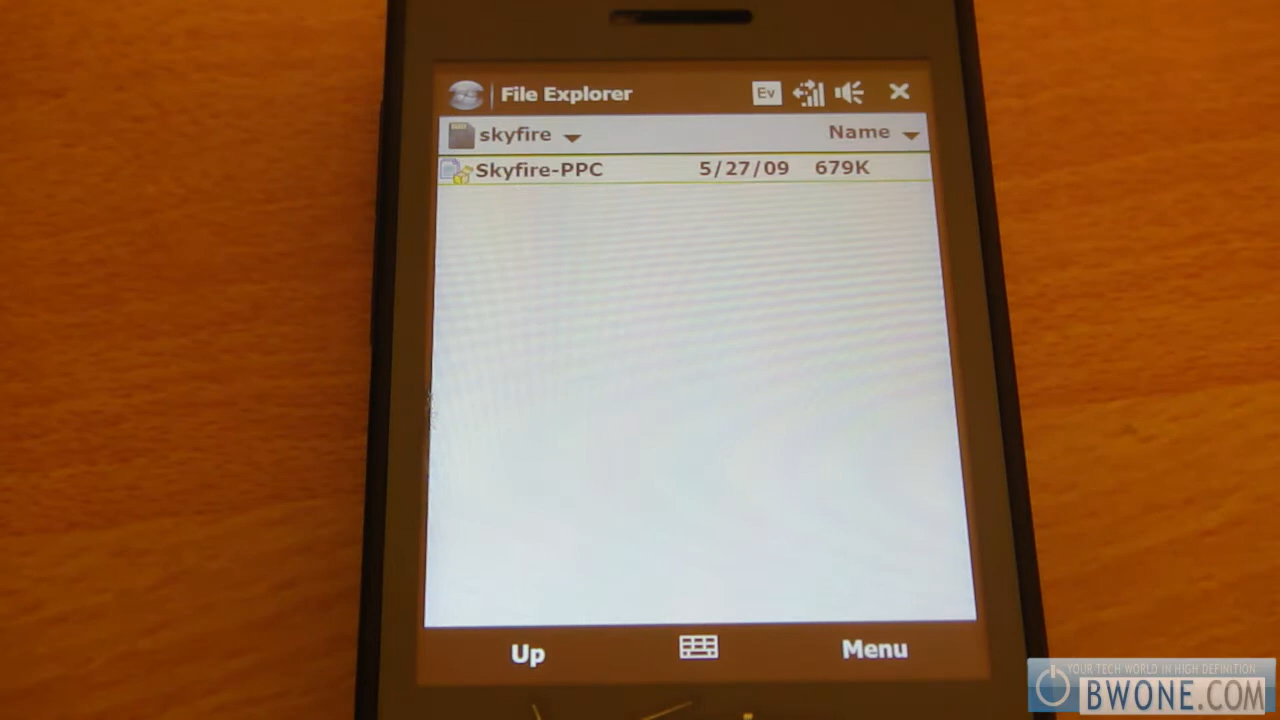 File Explorer Ev
skyfire Name
Skyfire-PPC 5/27/09 679K
Up Menu
YOUR TECH WORLD IN HIGH DEFINITION
BWONE.COM